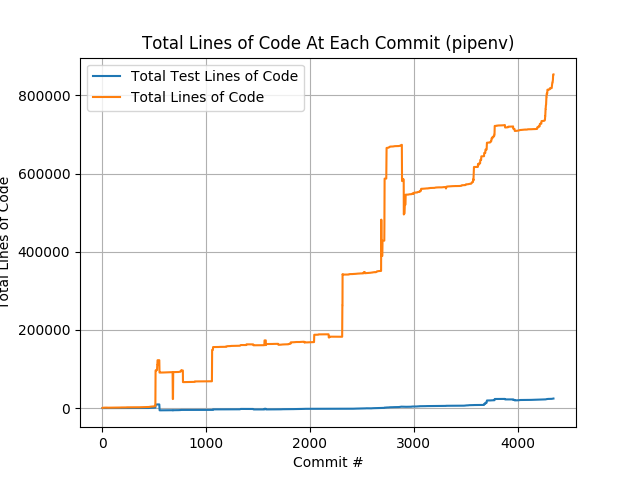 Total Lines of Code At Each Commit (pipenv)
Total Test Lines of Code
Total Lines of Code
800000
600000
400000
200000
0
Total Lines of Code
0 1000 2000 3000 4000
Commit #